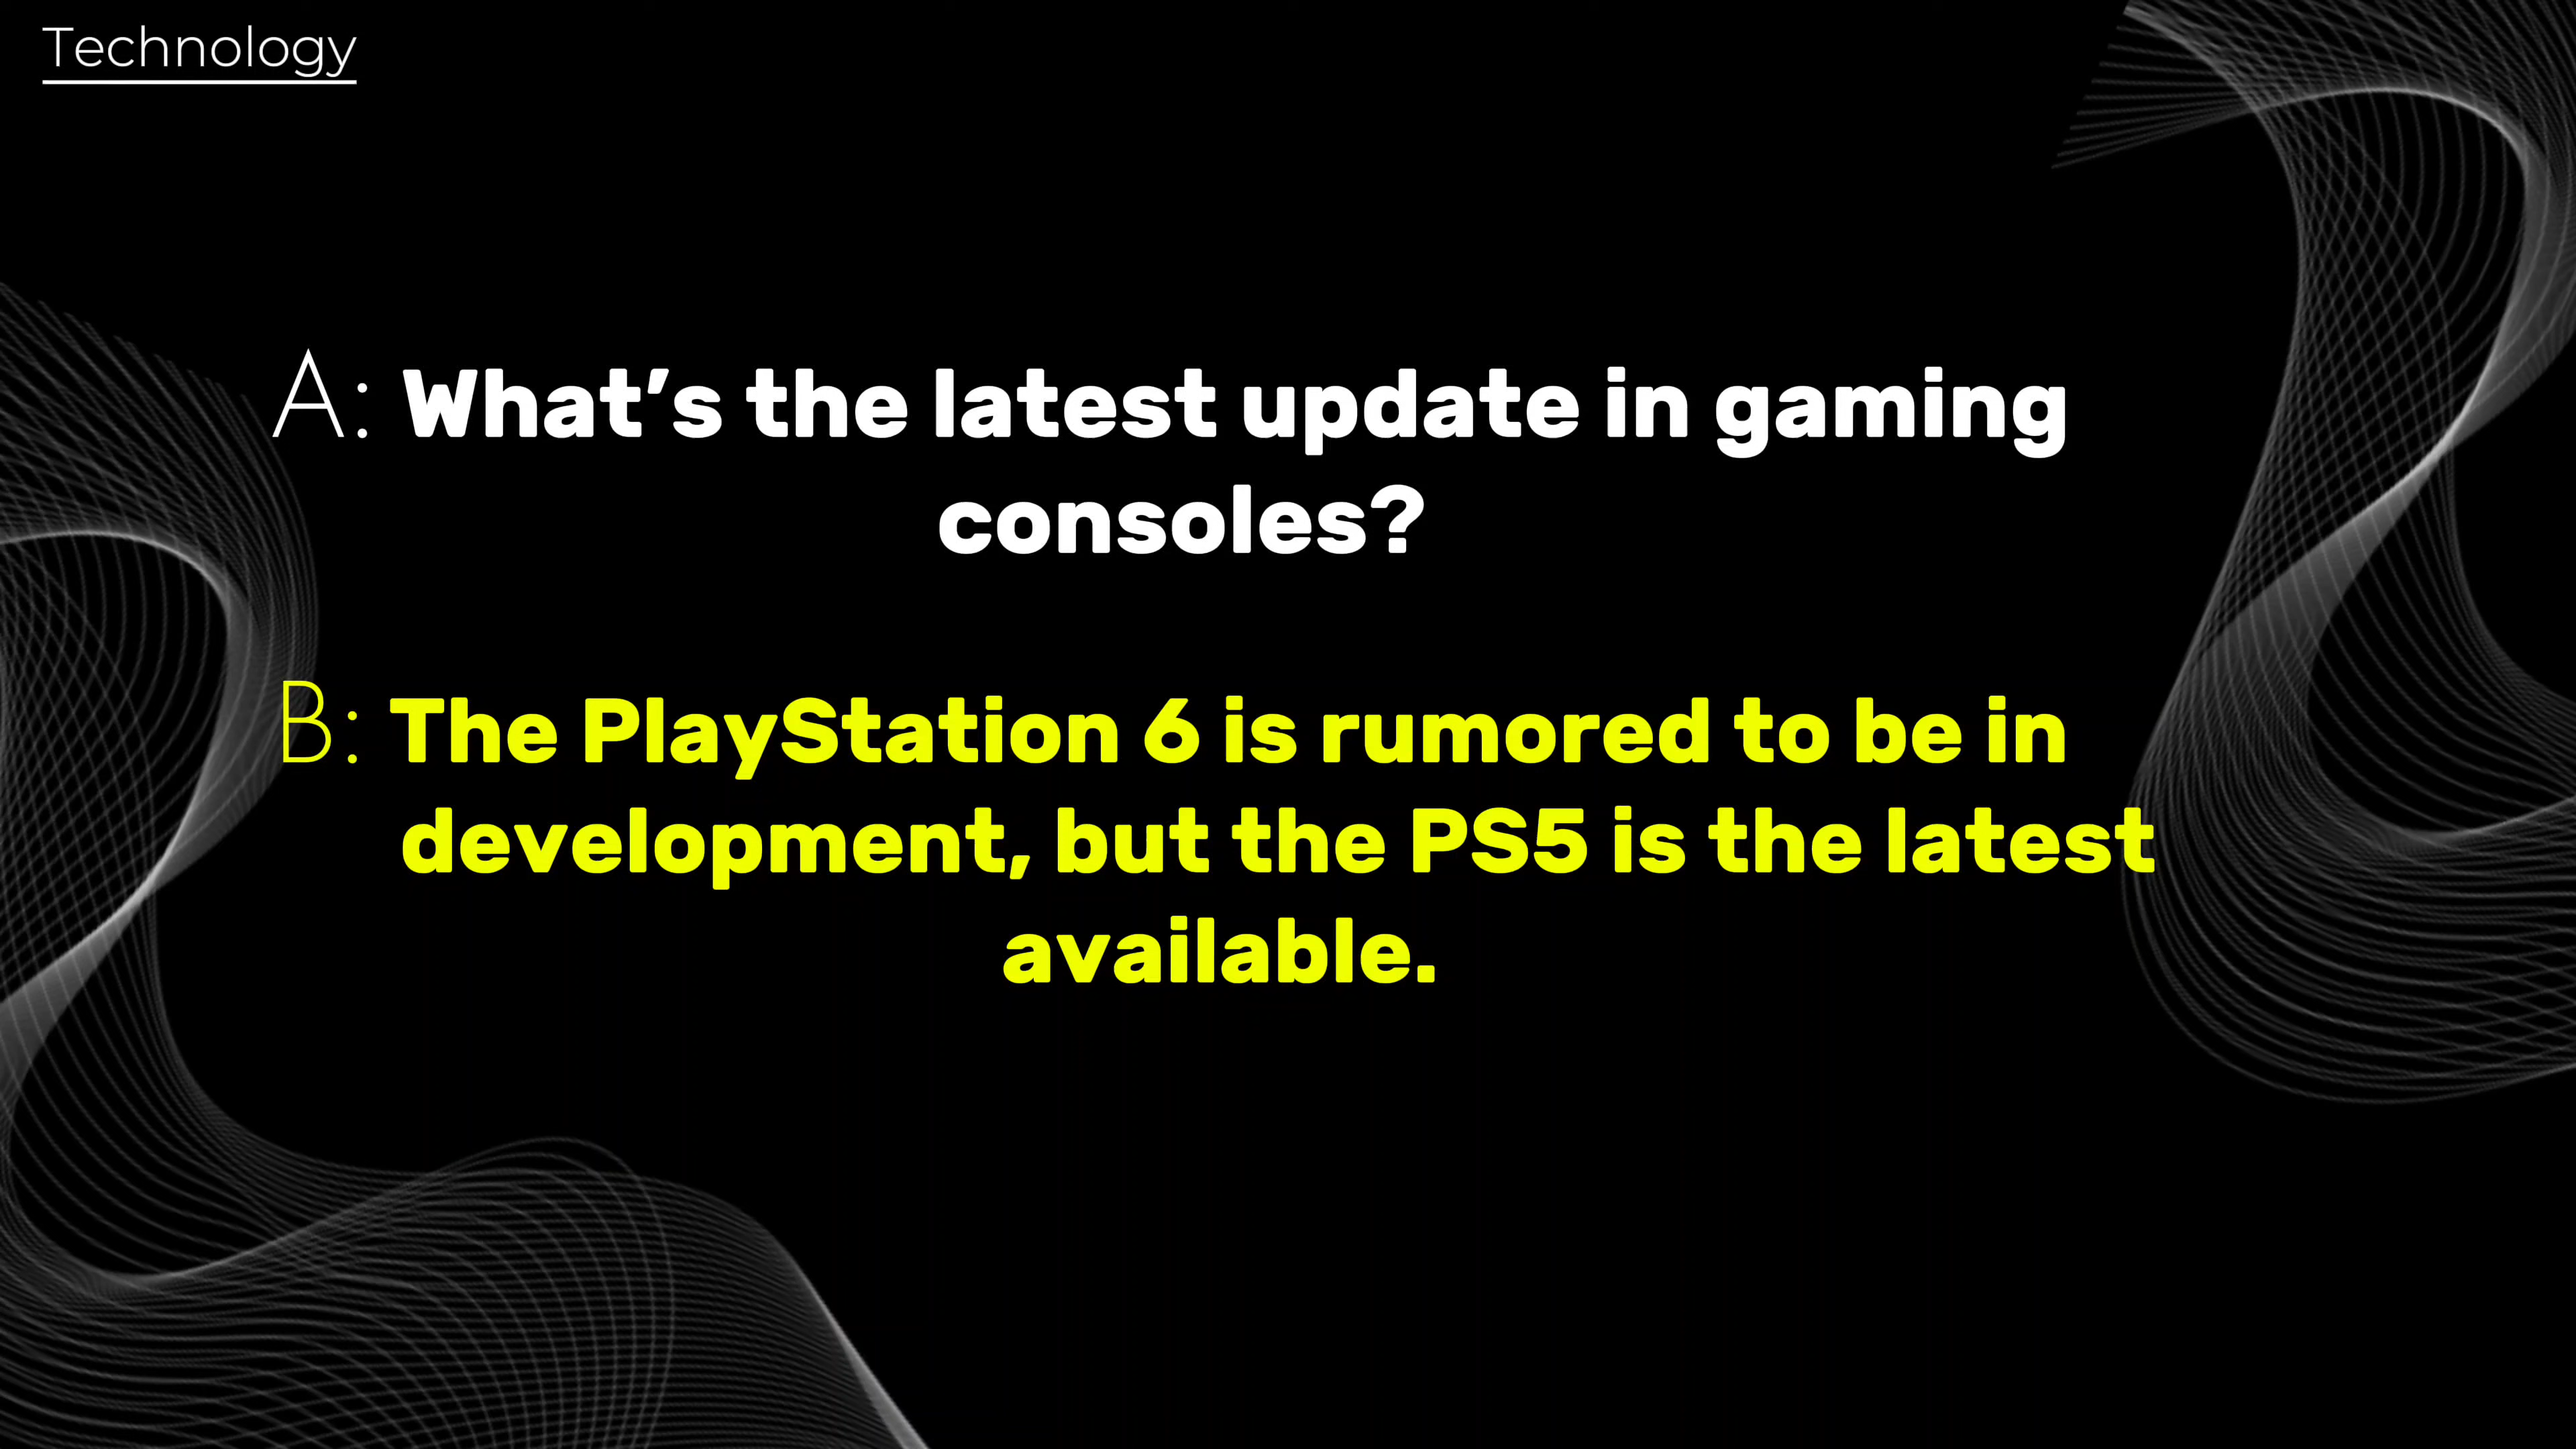 Technology
A: What’s the latest update in gaming
consoles?
B: The PlayStation 6 is rumored to be in
development, but the PS5 is the latest
available.